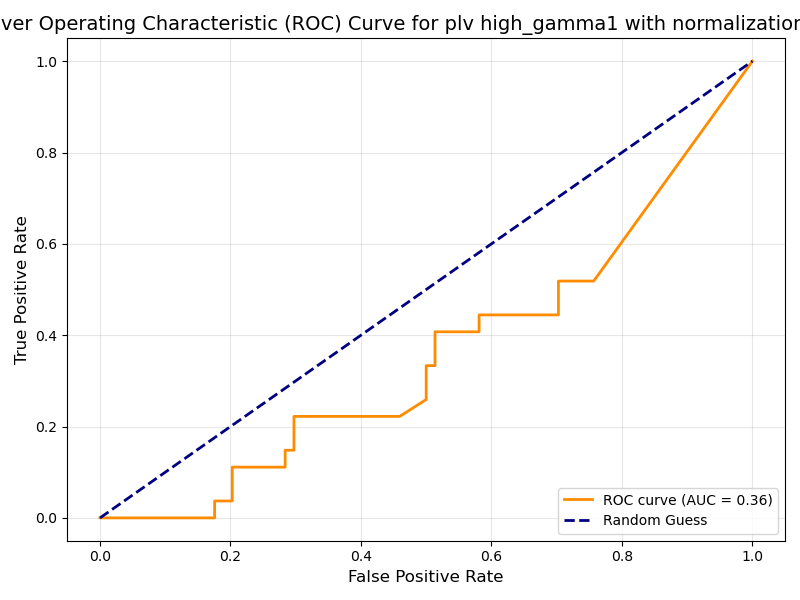 ver Operating Characteristic (ROC) Curve for plv high_gamma1 with normalization
1.0
0.8
0.6
0.4
0.2
0.0
True Positive Rate
ROC curve (AUC = 0.36)
Random Guess
0.0 0.2 0.4 0.6 0.8 1.0
False Positive Rate